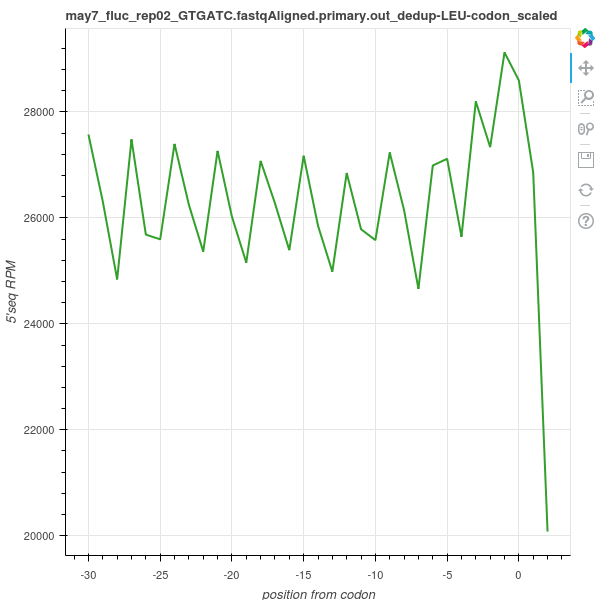 may7_fluc_rep02_GTGATC.fastqAligned.primary.out_dedup-LEU-codon_scaled
28000
26000
24000
22000
20000
5'seq RPM
-30 -25 -20 -15 -10 -5 0
position from codon